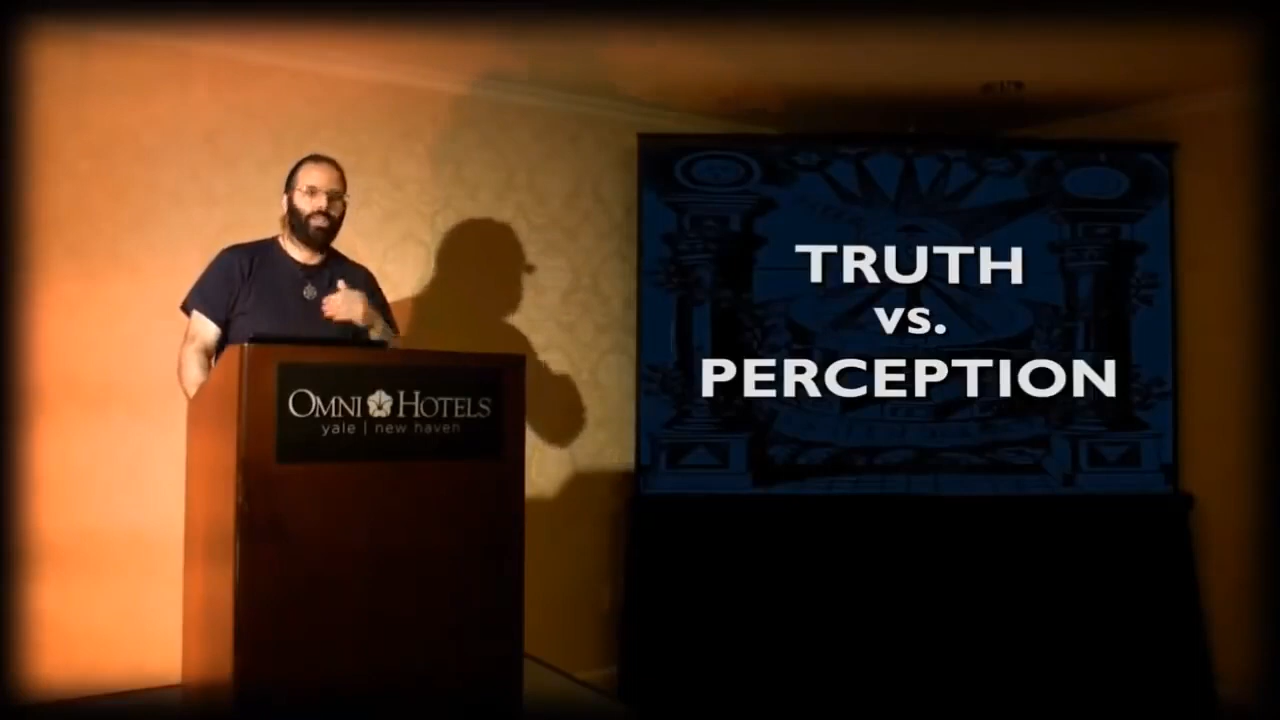 OMNI HOTELS
yale | new haven
TRUTH
vs.
PERCEPTION